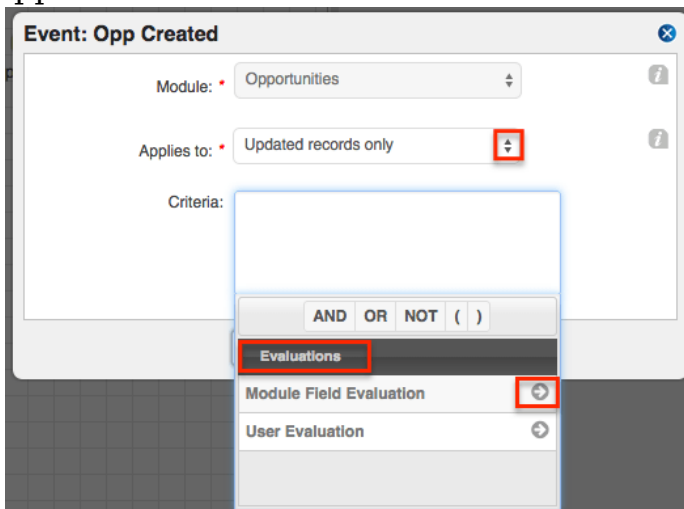 Event: Opp Created
Module: * Opportunities
Applies to: * Updated records only
Criteria:
AND OR NOT ( )
Evaluations
Module Field Evaluation
User Evaluation